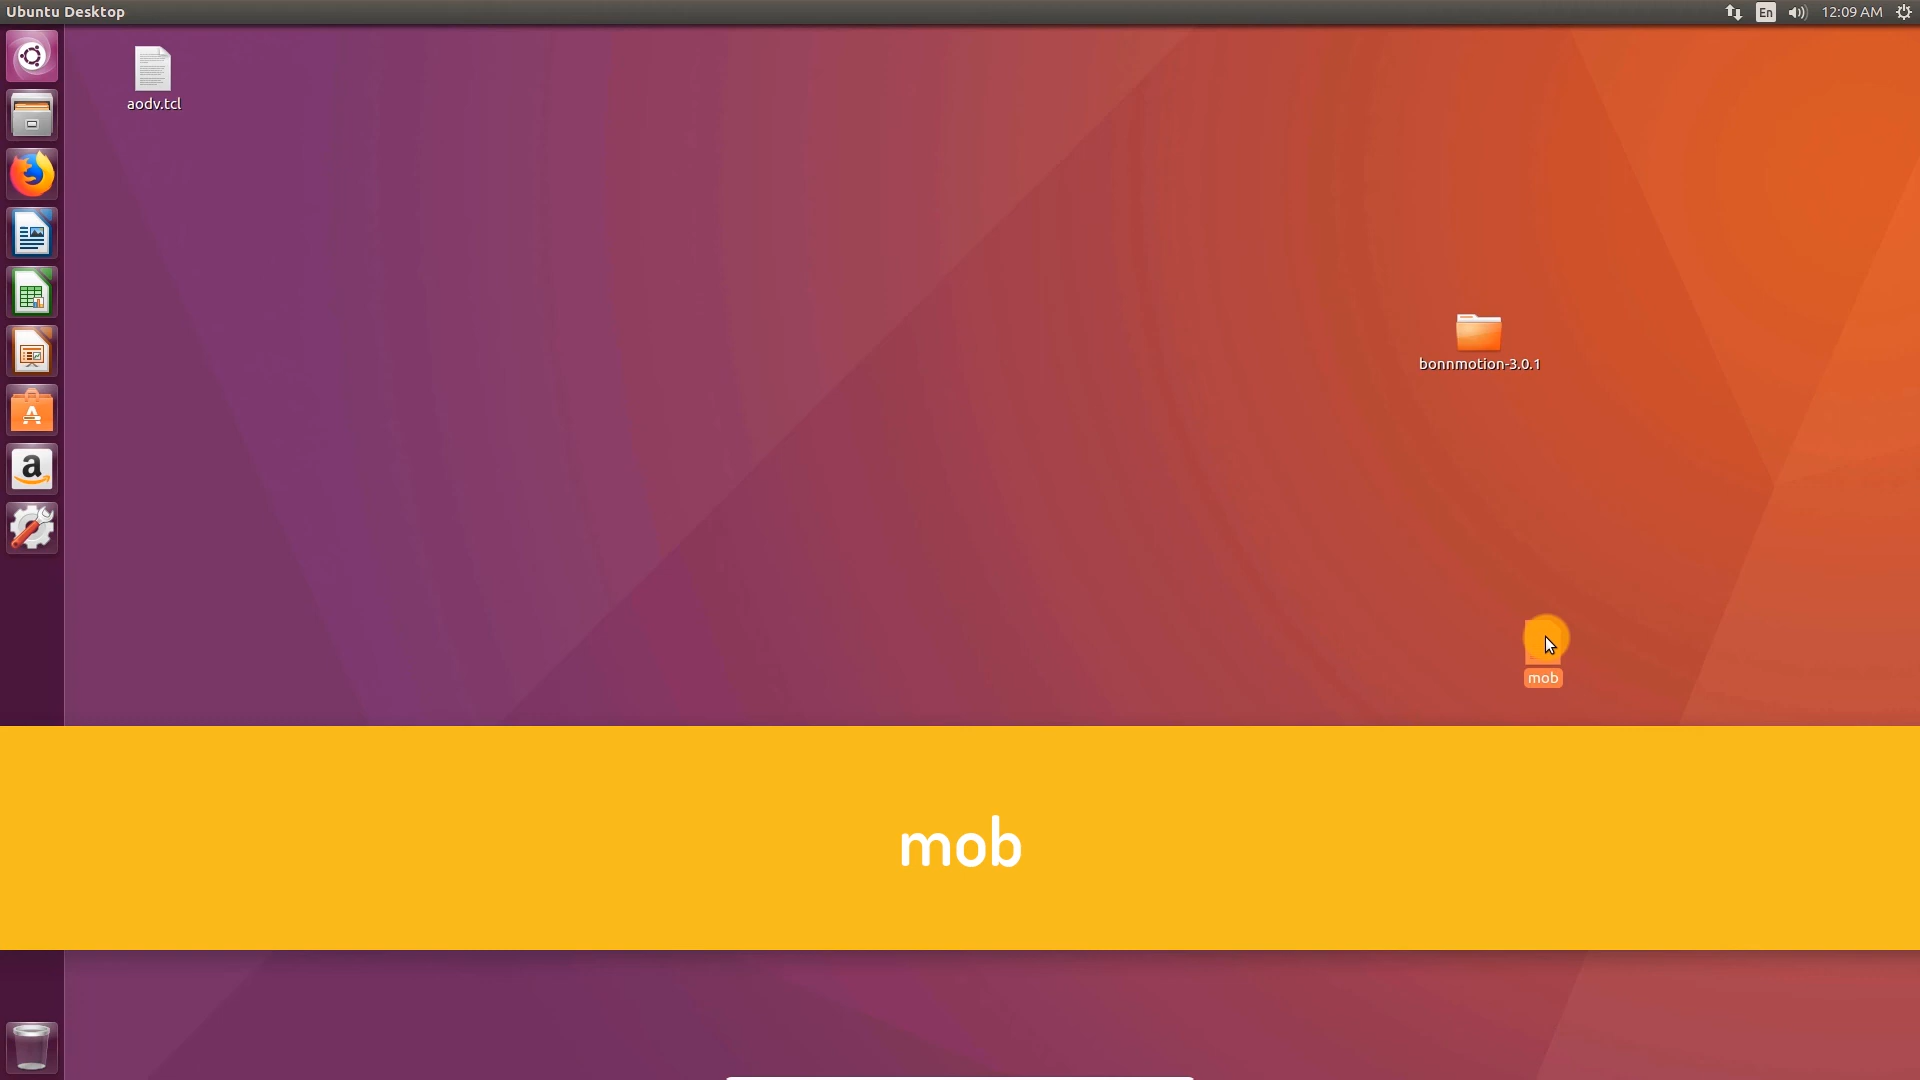 Ubuntu Desktop
En
12:09 AM
aodv.tcl
bonnmotion-3.0.1
mob
mob